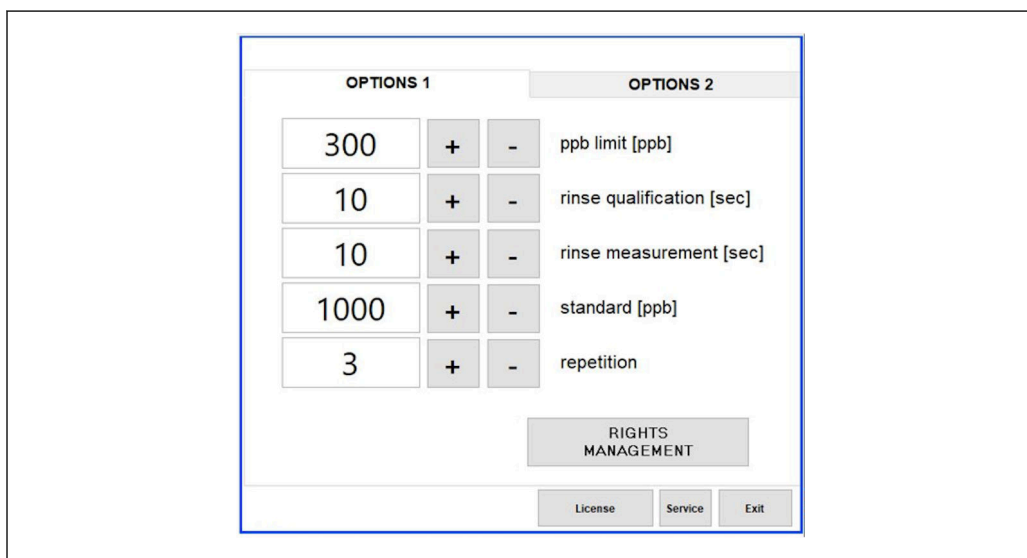 OPTIONS 1 OPTIONS 2
300 + - ppb limit [ppb]
10 + - rinse qualification [sec]
10 + - rinse measurement [sec]
1000 + - standard [ppb]
3 + - repetition
RIGHTS
MANAGEMENT
License Service Exit